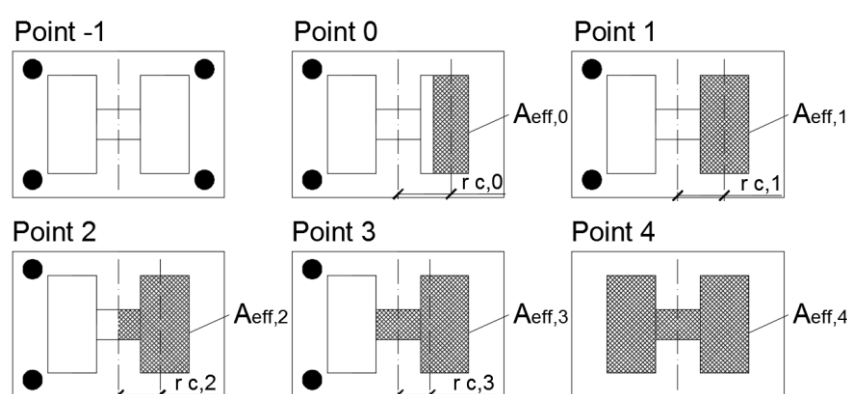 Point -1
Point 0
Point 1
Aeff,0
Aeff,1
r c,0
r c,1
Point 2
Point 3
Point 4
Aeff,2
Aeff,3
Aeff,4
r c,2
r c,3